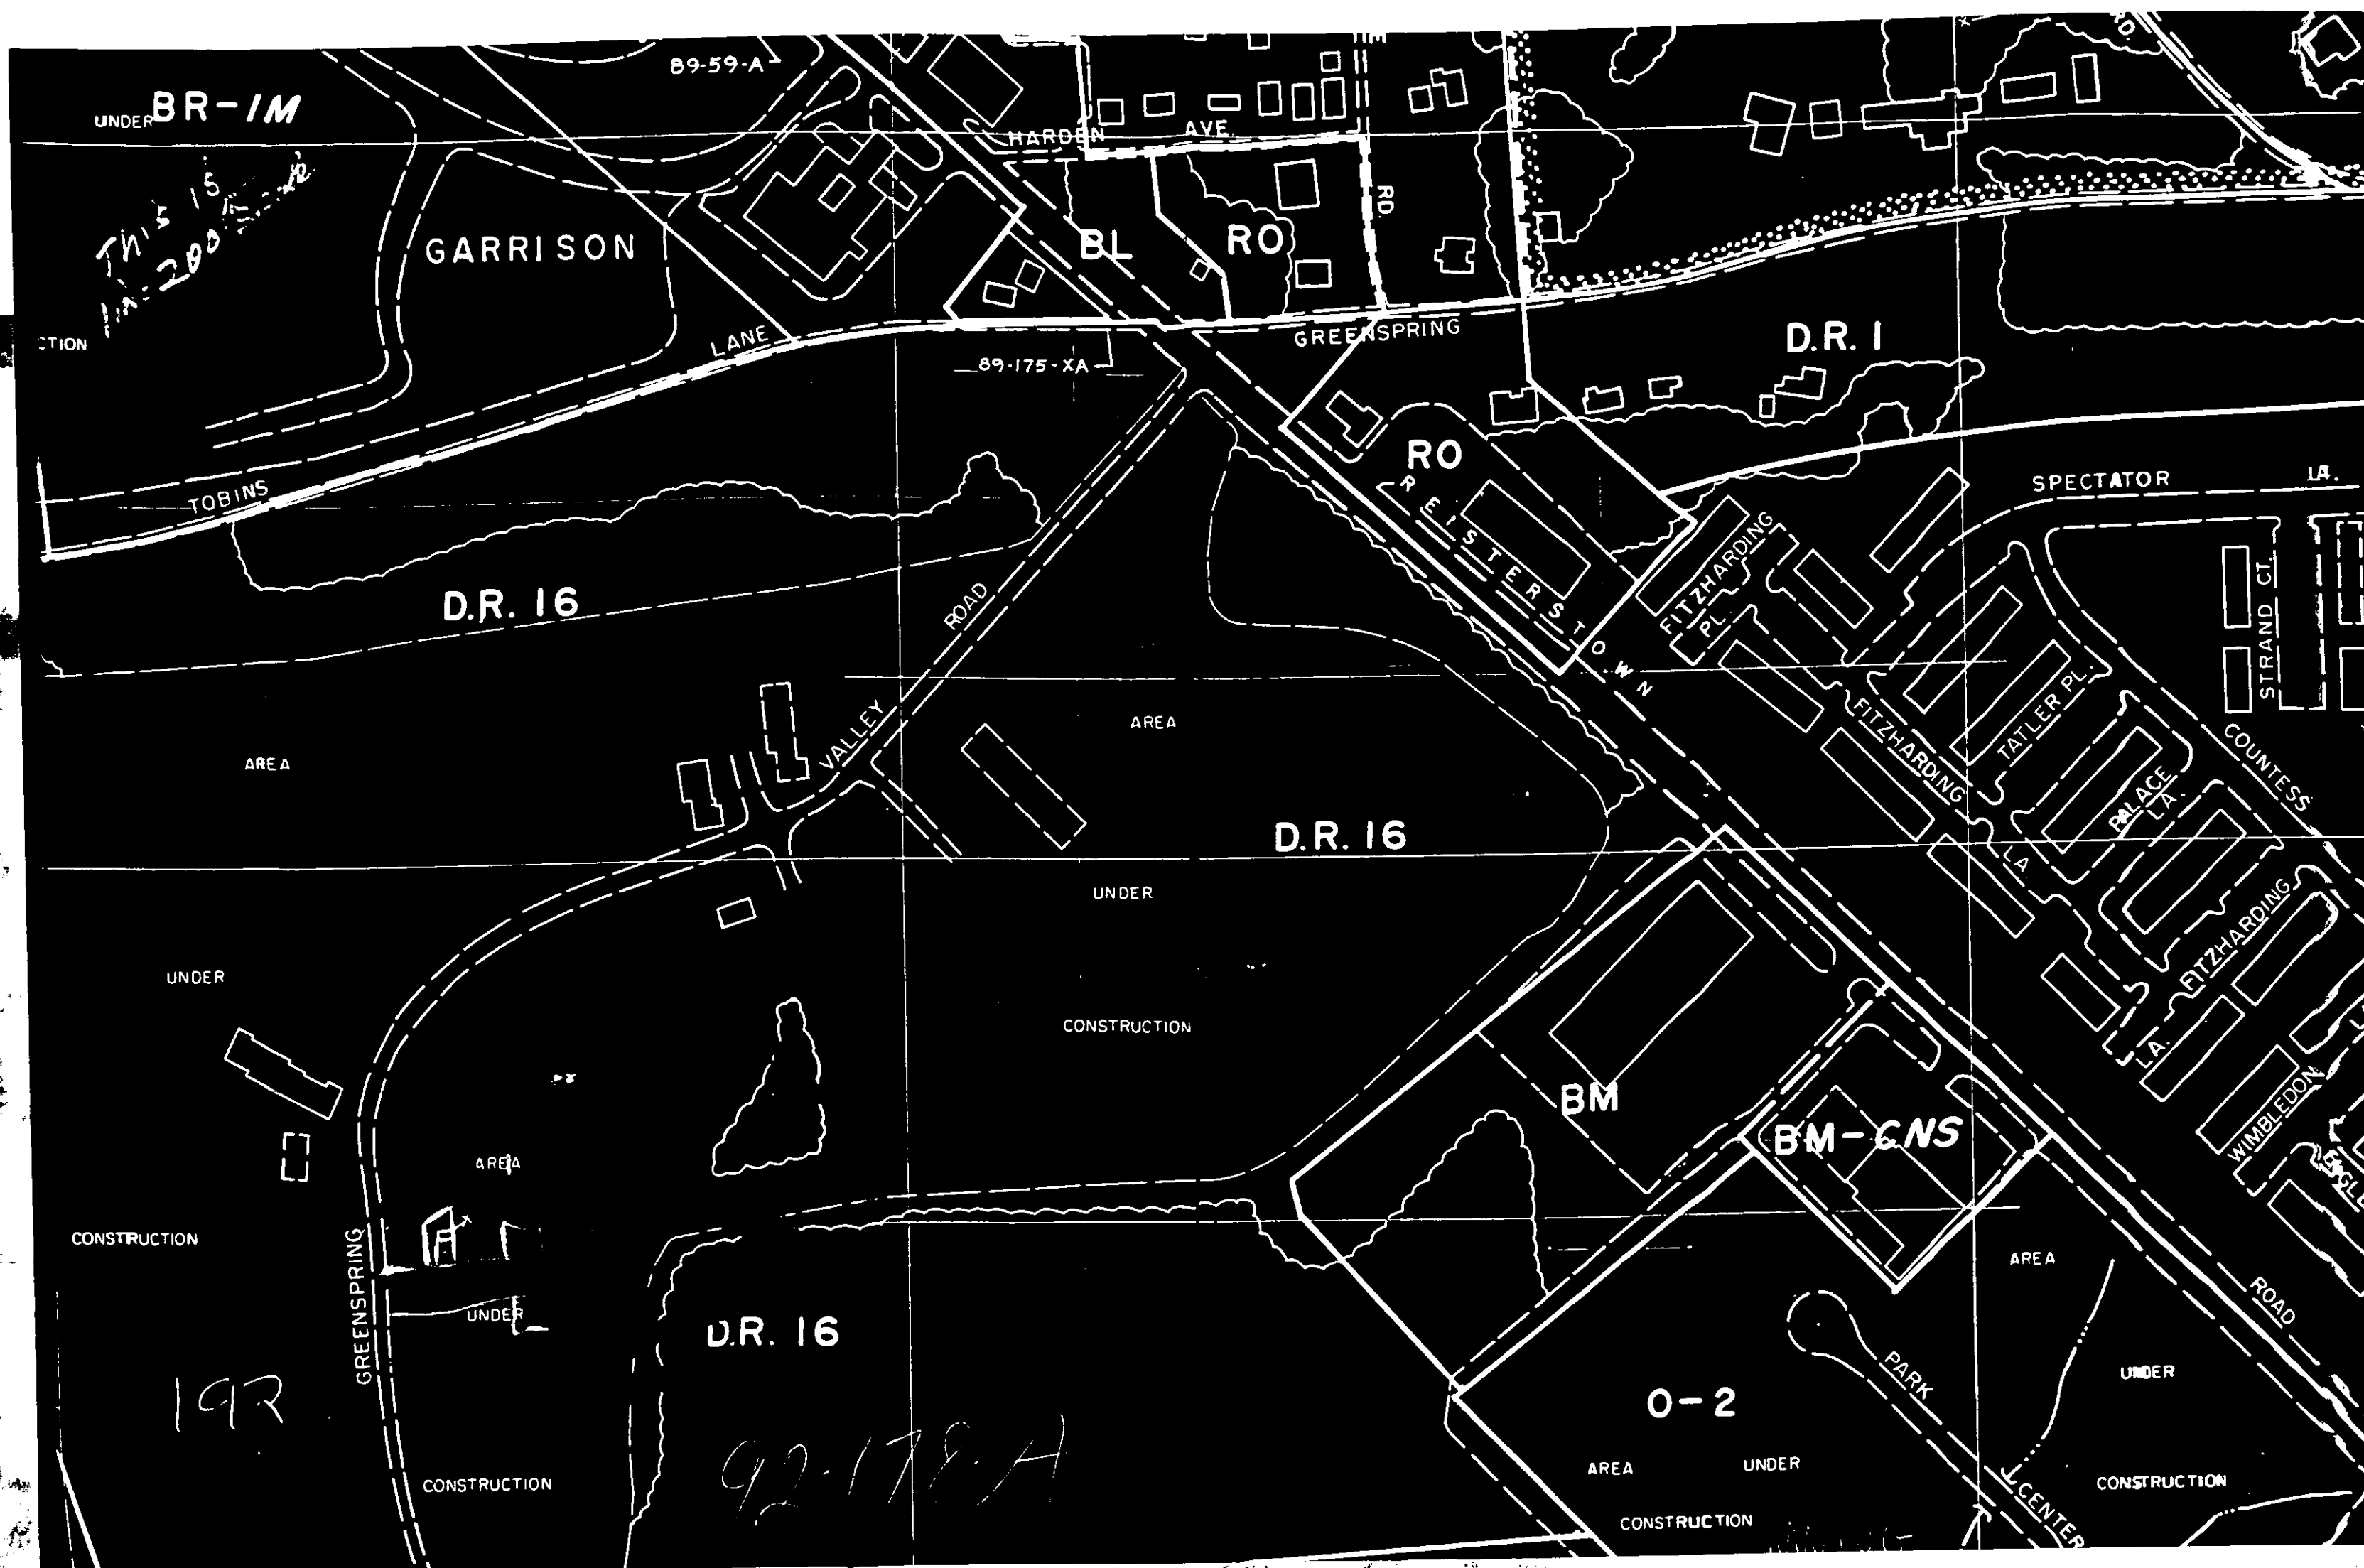 89-59-A
UNDER BR-1M
HARDEN AVE.
This is
1in=200
GARRISON
BL
RO
RD.
RD.
CTION
LANE
GREENSPRING
D.R. 1
89-175-XA
RO
TOBINS
REISTERSTOWN
SPECTATOR LA.
FITZHARDING PL.
STRAND CT.
D.R. 16
ROAD
AREA
AREA
VALLEY
FITZHARDING
TATLER PL.
COUNTESS
PALACE LA.
D.R. 16
LA.
UNDER
FITZHARDING
UNDER
CONSTRUCTION
LA.
BM
WIMBLEDON
BM-CNS
AREA
CONSTRUCTION
GREENSPRING
AREA
UNDER
ROAD
D.R. 16
PARK
UNDER
19R
O-2
92-178-A
AREA UNDER
CONSTRUCTION
CONSTRUCTION
CENTER
CONSTRUCTION